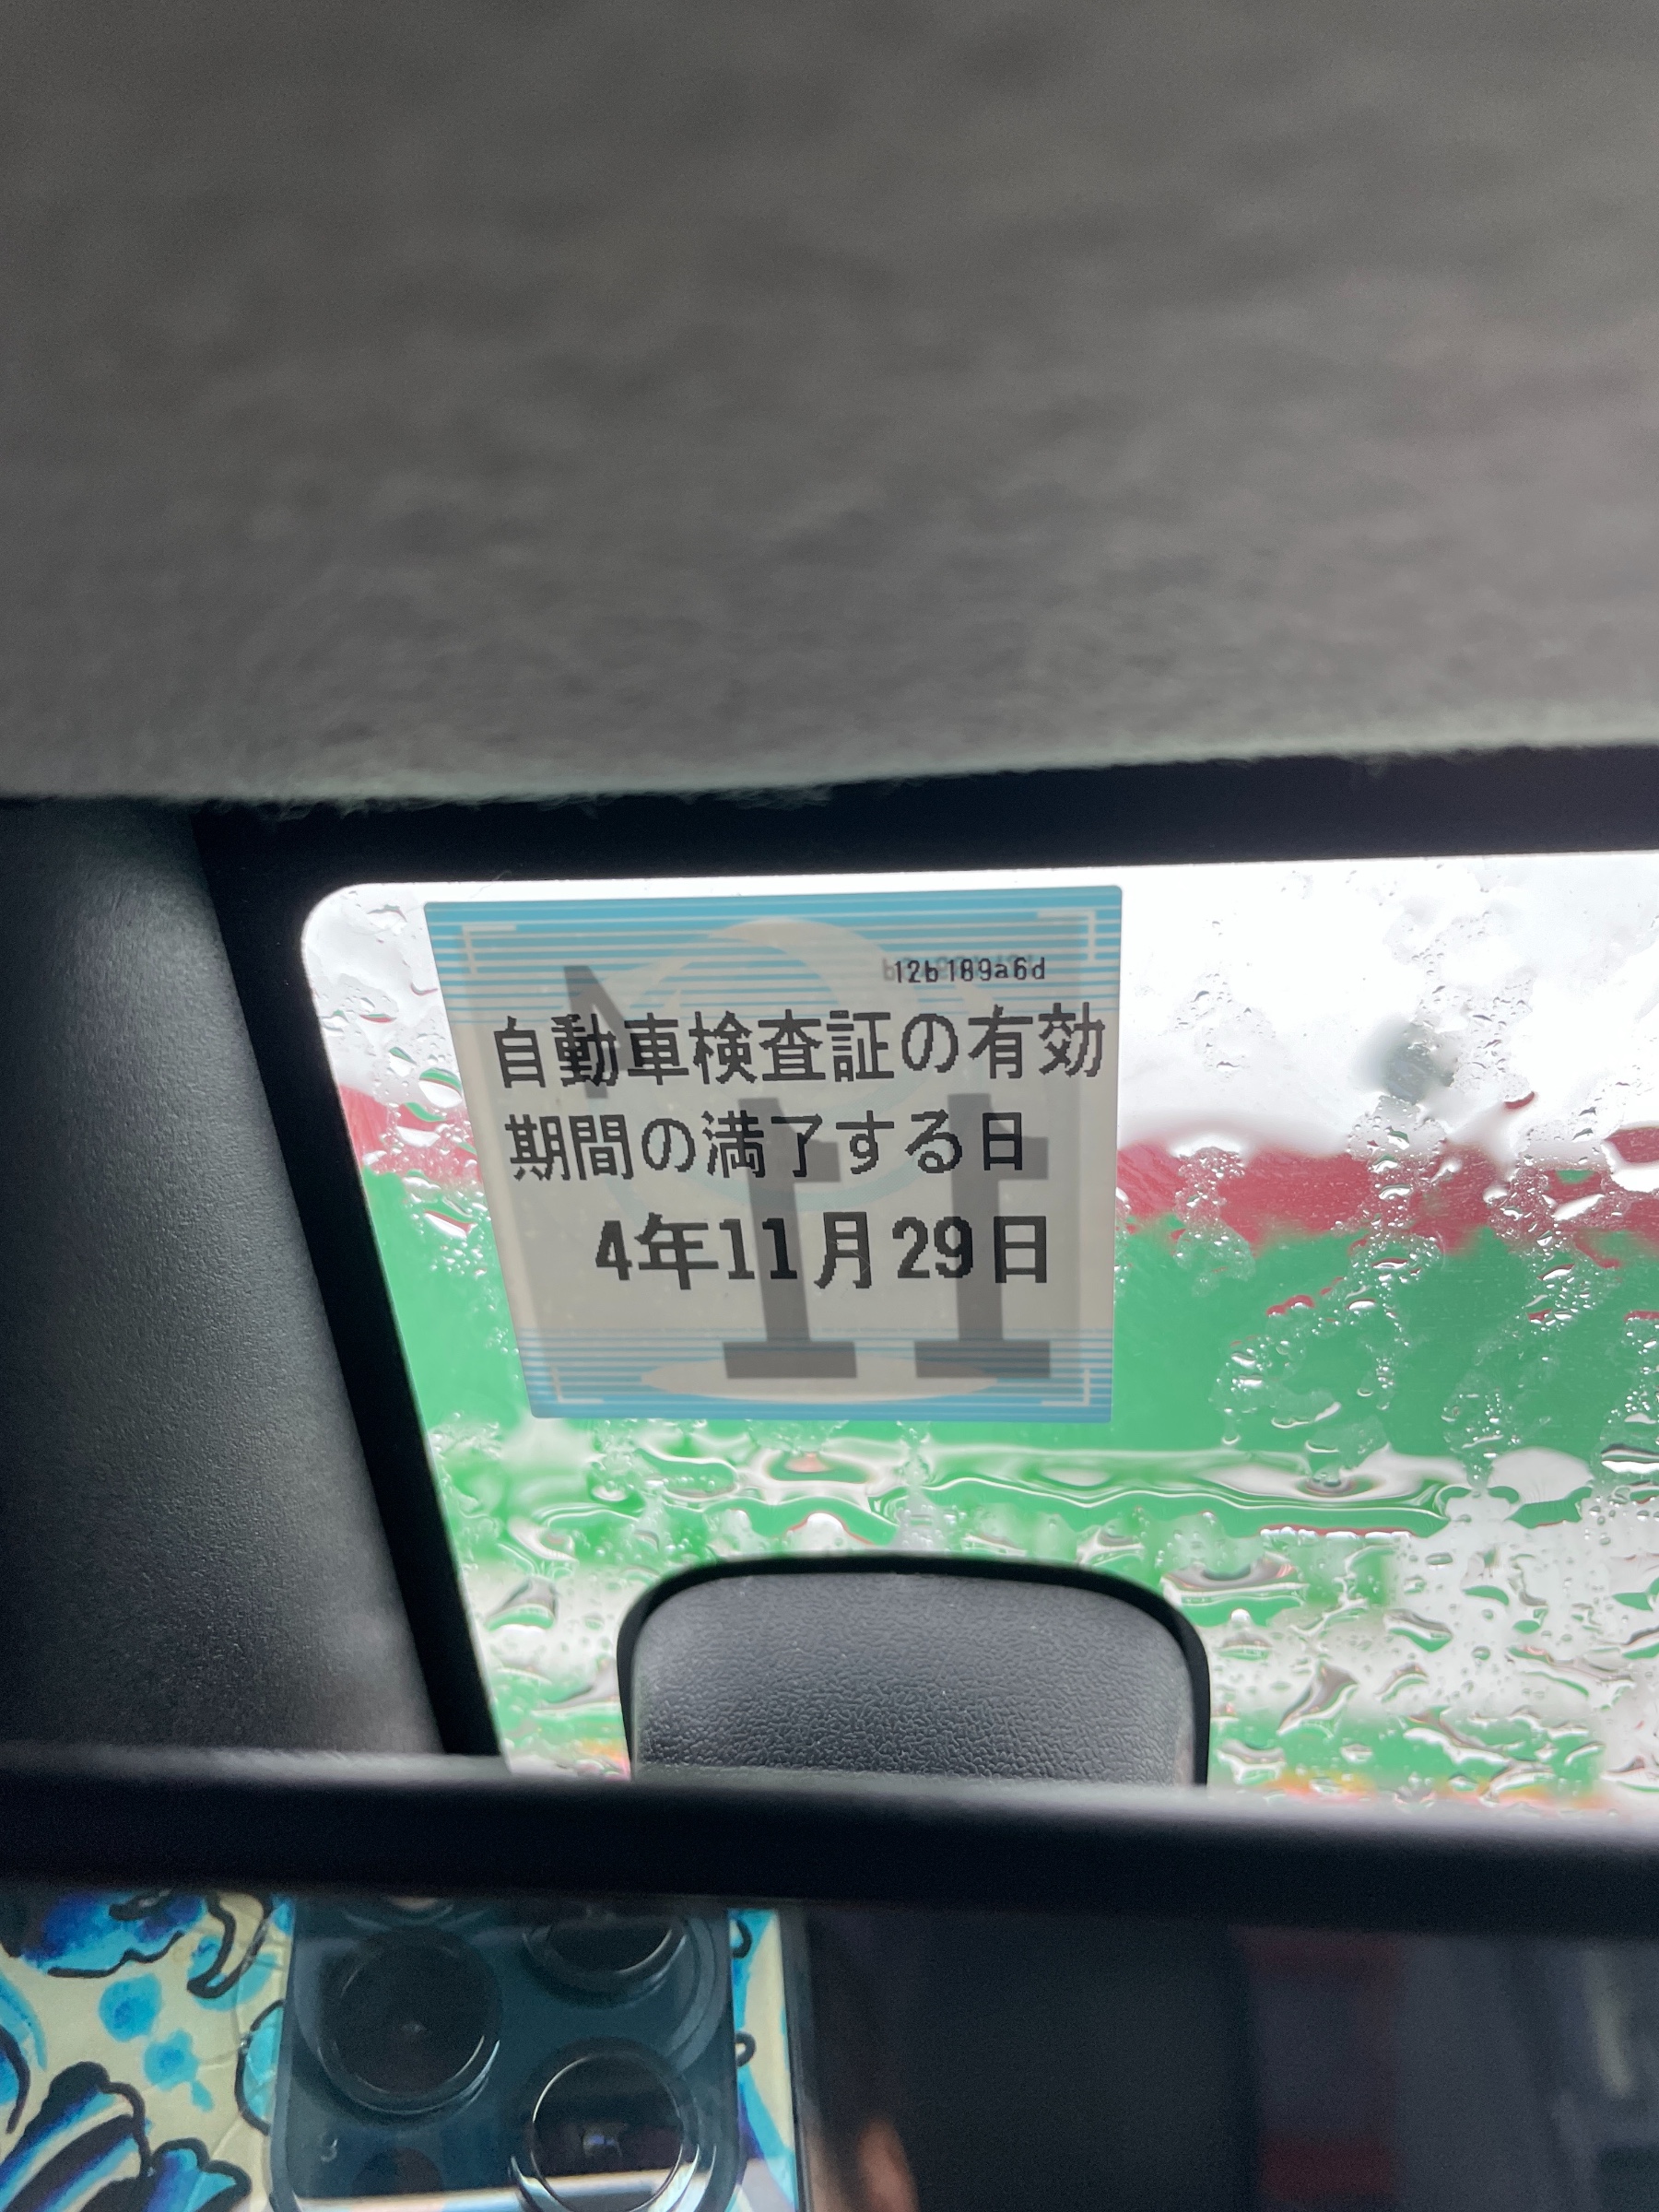 12b189a6d
自動車検査証の有効
期間の満了する日
4年11月29日